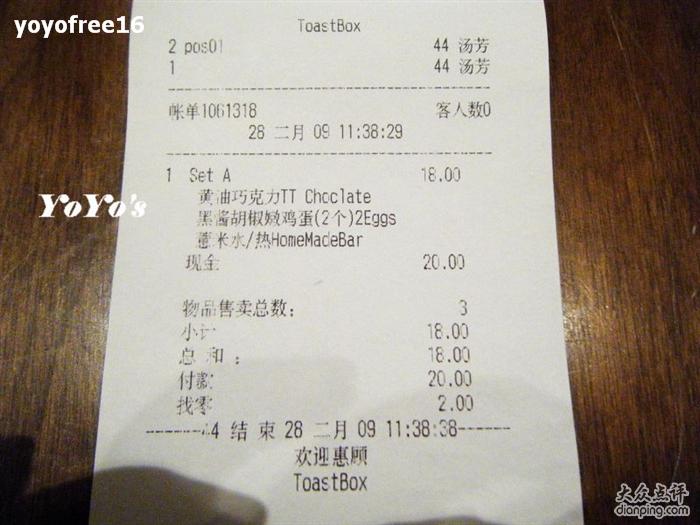 yoyofree16
ToastBox
2 pos01 44 汤芳
1 44 汤芳
帐单1061318 客人数0
28 二月 09 11:38:29
1 Set A 18.00
黄油巧克力TT Choclate
黑酱胡椒嫩鸡蛋(2个)2Eggs
薏米水/热HomeMadeBar
现金 20.00
YoYo's
物品售卖总数: 3
小计 18.00
总 和 : 18.00
付款 20.00
找零 2.00
------44 结 束 28 二月 09 11:38:38------
欢迎惠顾
ToastBox
大众点评
dianping.com